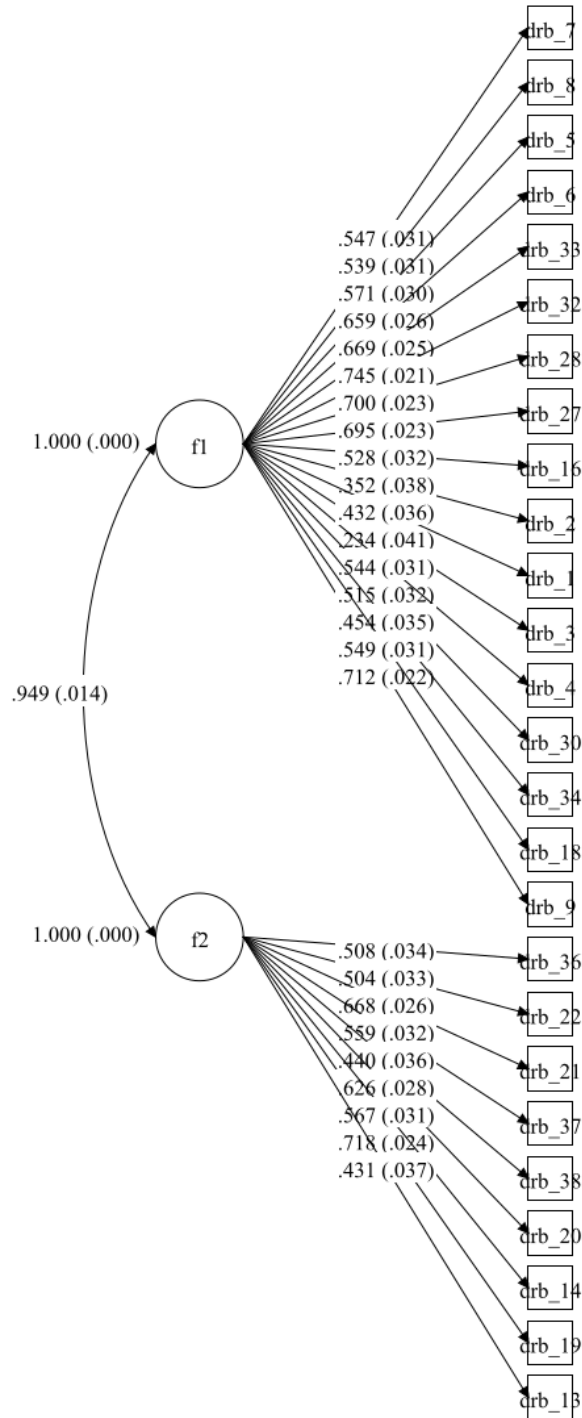 drb_7
drb_8
drb_5
drb_6
drb_33
drb_32
drb_28
drb_27
drb_16
drb_2
drb_1
drb_3
drb_4
drb_30
drb_34
drb_18
drb_9
.547 (.031)
.539 (.031)
.571 (.030)
.659 (.026)
.669 (.025)
.745 (.021)
.700 (.023)
.695 (.023)
.528 (.032)
.352 (.038)
.432 (.036)
.234 (.041)
.544 (.031)
.515 (.032)
.454 (.035)
.549 (.031)
.712 (.022)
1.000 (.000)
f1
.949 (.014)
1.000 (.000)
f2
.508 (.034)
.504 (.033)
.668 (.026)
.559 (.032)
.440 (.036)
.626 (.028)
.567 (.031)
.718 (.024)
.431 (.037)
drb_36
drb_22
drb_21
drb_37
drb_38
drb_20
drb_14
drb_19
drb_13